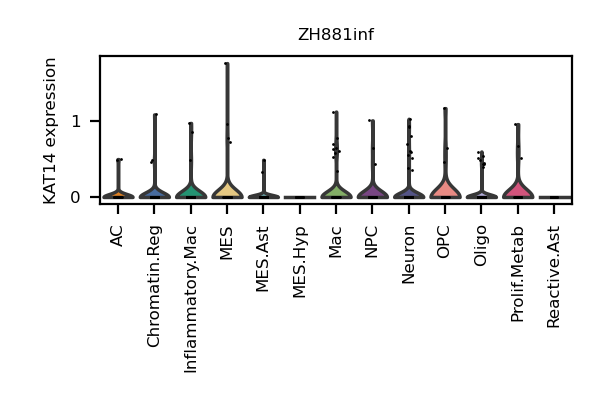 ZH881inf
KAT14 expression
1
0
AC
Chromatin.Reg
Inflammatory.Mac
MES
MES.Ast
MES.Hyp
Mac
NPC
Neuron
OPC
Oligo
Prolif.Metab
Reactive.Ast